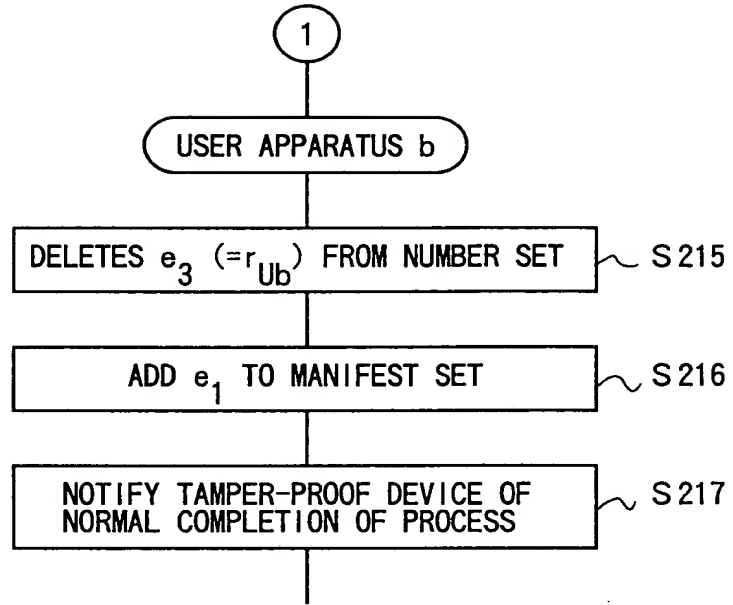 1
USER APPARATUS b
DELETES e3 (=rUb) FROM NUMBER SET
S215
ADD e1 TO MANIFEST SET
S216
NOTIFY TAMPER-PROOF DEVICE OF
NORMAL COMPLETION OF PROCESS
S217